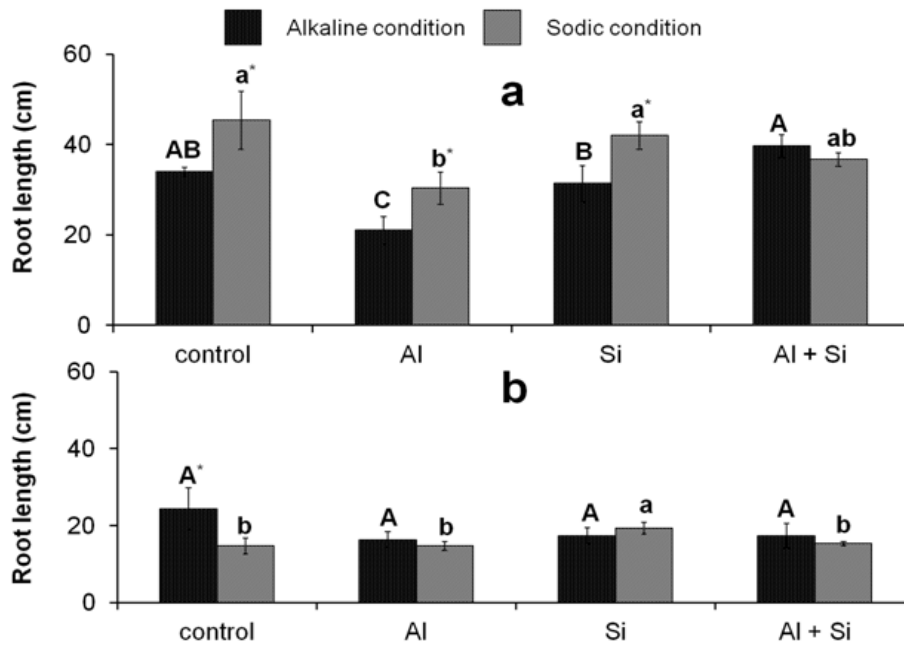 Alkaline condition Sodic condition
Root length (cm)
60
40
20
0
a
AB a*
C b*
B a*
A ab
control Al Si Al + Si
Root length (cm)
60
40
20
0
b
A* b
A b
A a
A b
control Al Si Al + Si